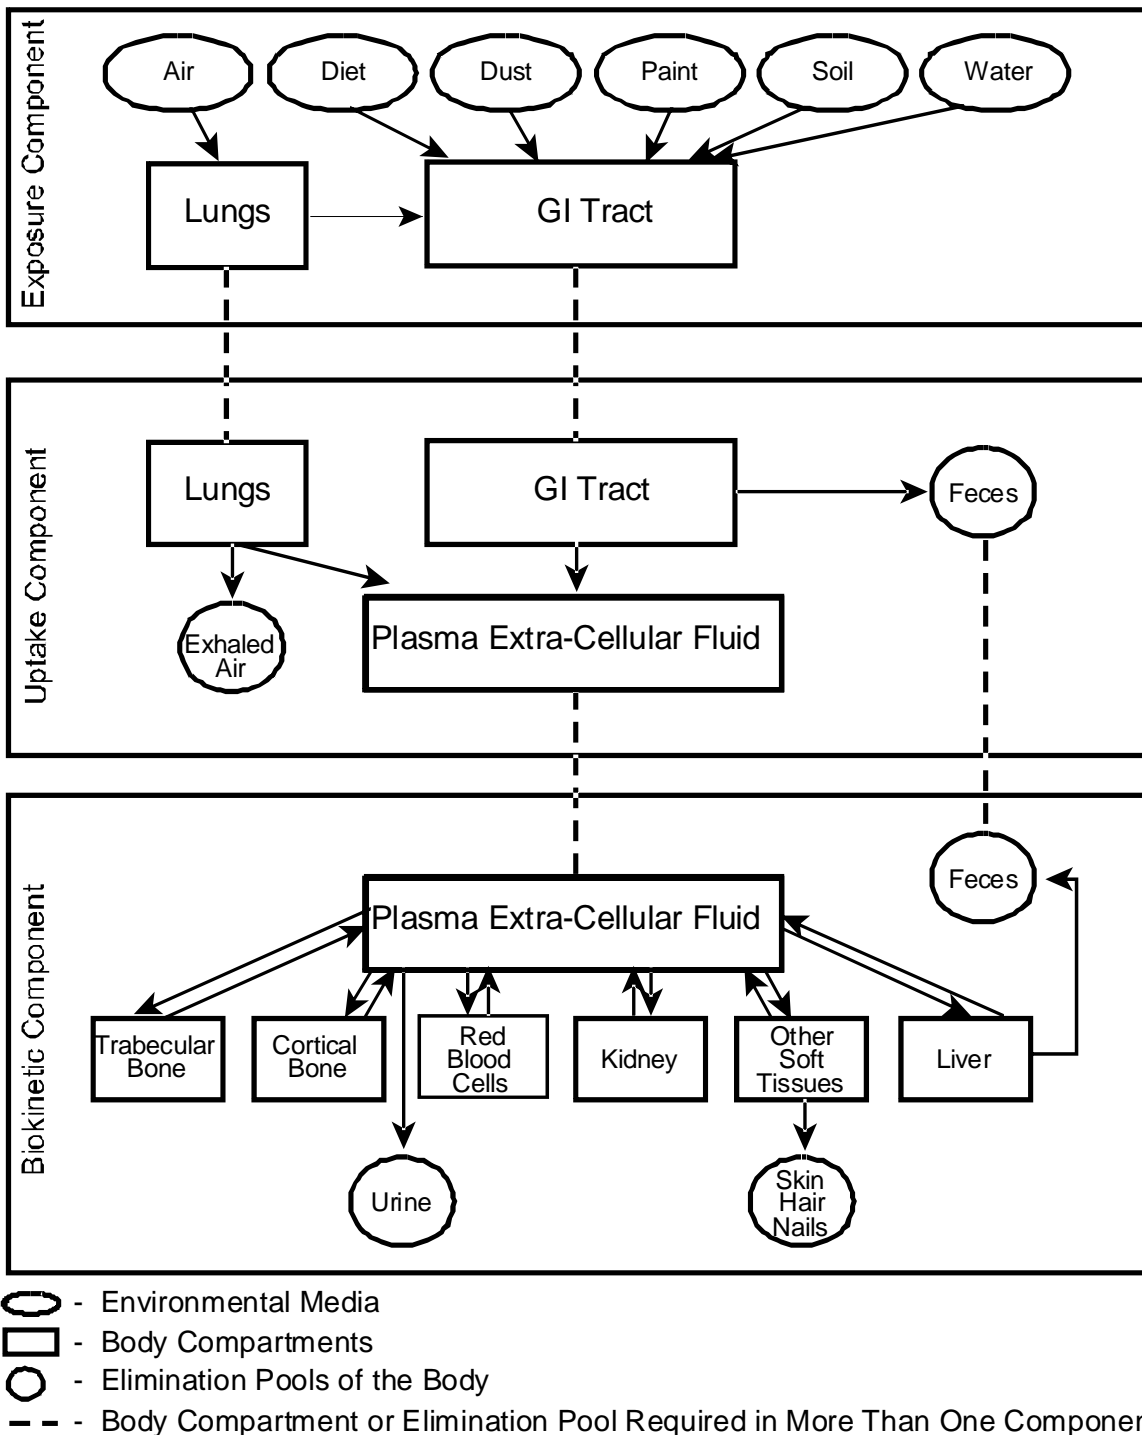 Exposure Component
Air
Diet
Dust
Paint
Soil
Water
Lungs
GI Tract
Uptake Component
Lungs
GI Tract
Feces
Exhaled
Air
Plasma Extra-Cellular Fluid
Biokinetic Component
Feces
Plasma Extra-Cellular Fluid
Trabecular
Bone
Cortical
Bone
Red
Blood
Cells
Kidney
Other
Soft
Tissues
Liver
Urine
Skin
Hair
Nails
- Environmental Media
- Body Compartments
- Elimination Pools of the Body
- Body Compartment or Elimination Pool Required in More Than One Componen